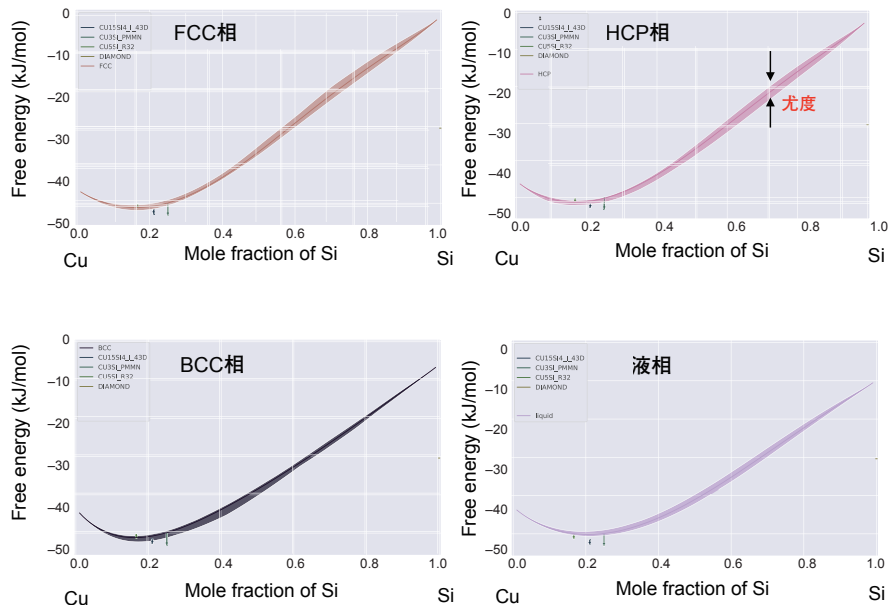 FCC相
CU15SI4_I_43D
CU3SI_PMMN
CU5SI_R32
DIAMOND
FCC
Free energy (kJ/mol)
0
−10
−20
−30
−40
−50
0.0 0.2 0.4 0.6 0.8 1.0
Cu Mole fraction of Si Si
HCP相
CU15SI4_I_43D
CU3SI_PMMN
CU5SI_R32
DIAMOND
HCP
尤度
Free energy (kJ/mol)
0
−10
−20
−30
−40
−50
0.0 0.2 0.4 0.6 0.8 1.0
Cu Mole fraction of Si Si
BCC相
BCC
CU15SI4_I_43D
CU3SI_PMMN
CU5SI_R32
DIAMOND
Free energy (kJ/mol)
0
−10
−20
−30
−40
−50
0.0 0.2 0.4 0.6 0.8 1.0
Cu Mole fraction of Si Si
液相
CU15SI4_I_43D
CU3SI_PMMN
CU5SI_R32
DIAMOND
liquid
Free energy (kJ/mol)
0
−10
−20
−30
−40
−50
0.0 0.2 0.4 0.6 0.8 1.0
Cu Mole fraction of Si Si